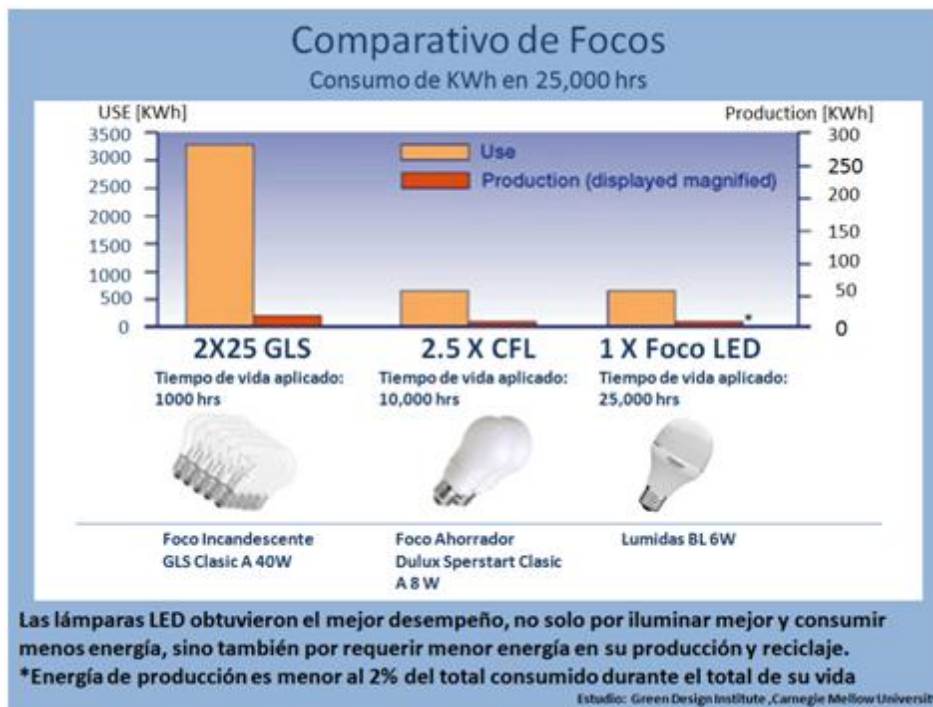 Comparativo de Focos
Consumo de KWh en 25,000 hrs
USE [KWh]
Production [KWh]
3500
3000
2500
2000
1500
1000
500
0
Use
Production (displayed magnified)
300
250
200
150
100
50
0
*
2X25 GLS
2.5 X CFL
1 X Foco LED
Tiempo de vida aplicado:
1000 hrs
Tiempo de vida aplicado:
10,000 hrs
Tiempo de vida aplicado:
25,000 hrs
Foco Incandescente
GLS Clasic A 40W
Foco Ahorrador
Dulux Sperstart Clasic
A 8 W
Lumidas BL 6W
Las lámparas LED obtuvieron el mejor desempeño, no solo por iluminar mejor y consumir
menos energía, sino también por requerir menor energía en su producción y reciclaje.
*Energía de producción es menor al 2% del total consumido durante el total de su vida
Estudio: Green Design Institute ,Carnegie Mellow Universit